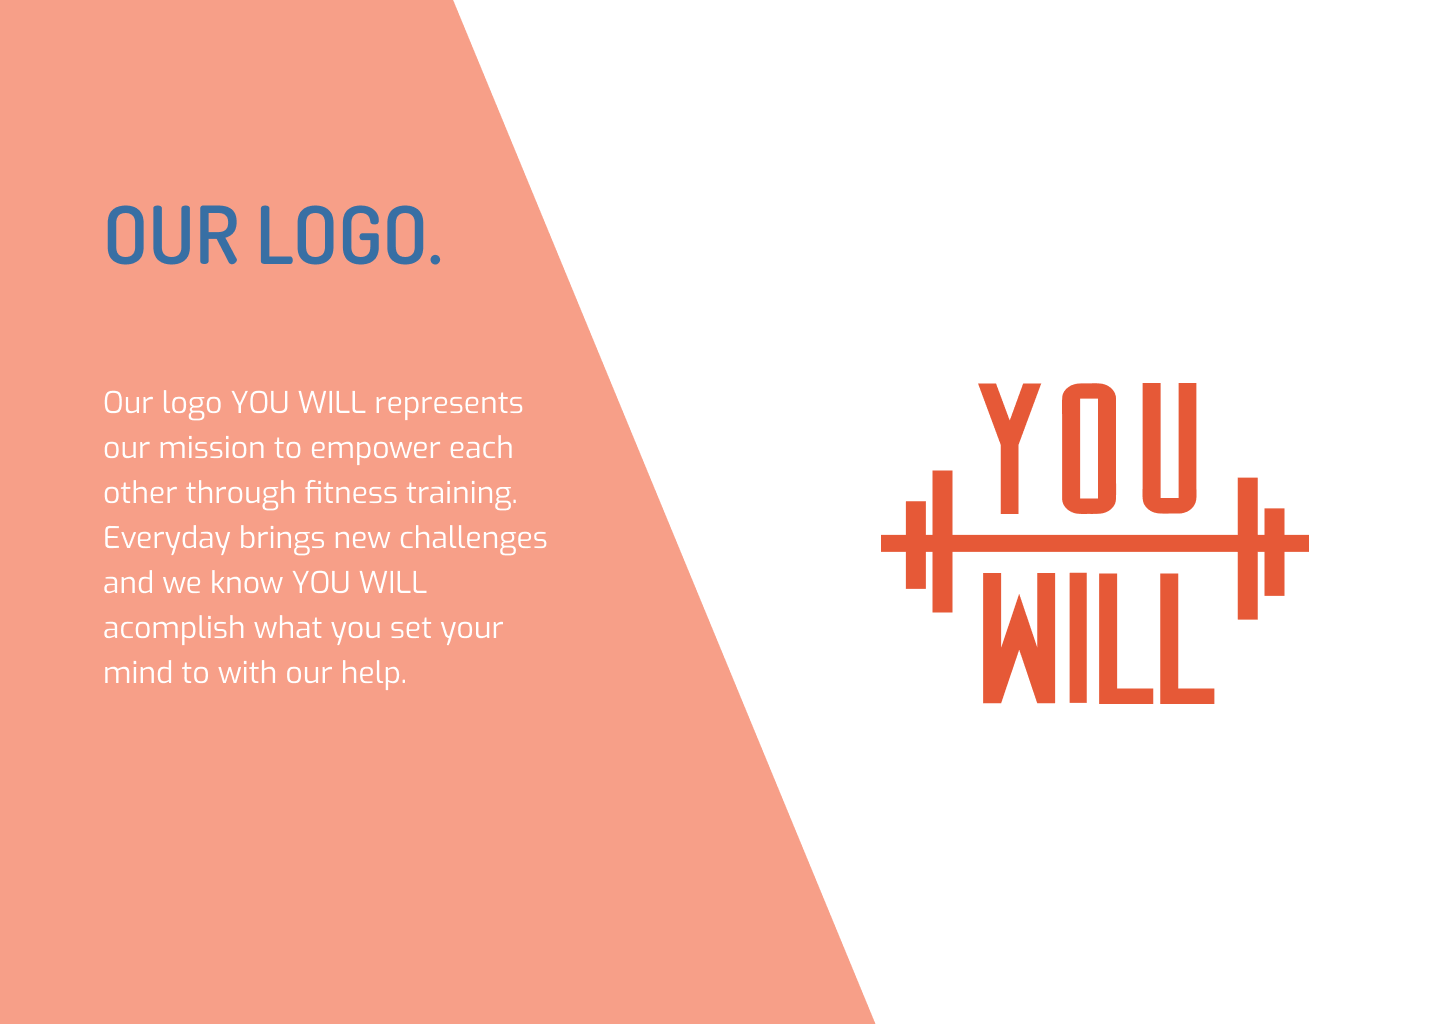 OUR LOGO.
Our logo YOU WILL represents
our mission to empower each
other through fitness training.
Everyday brings new challenges
and we know YOU WILL
acomplish what you set your
mind to with our help.
YOU
WILL